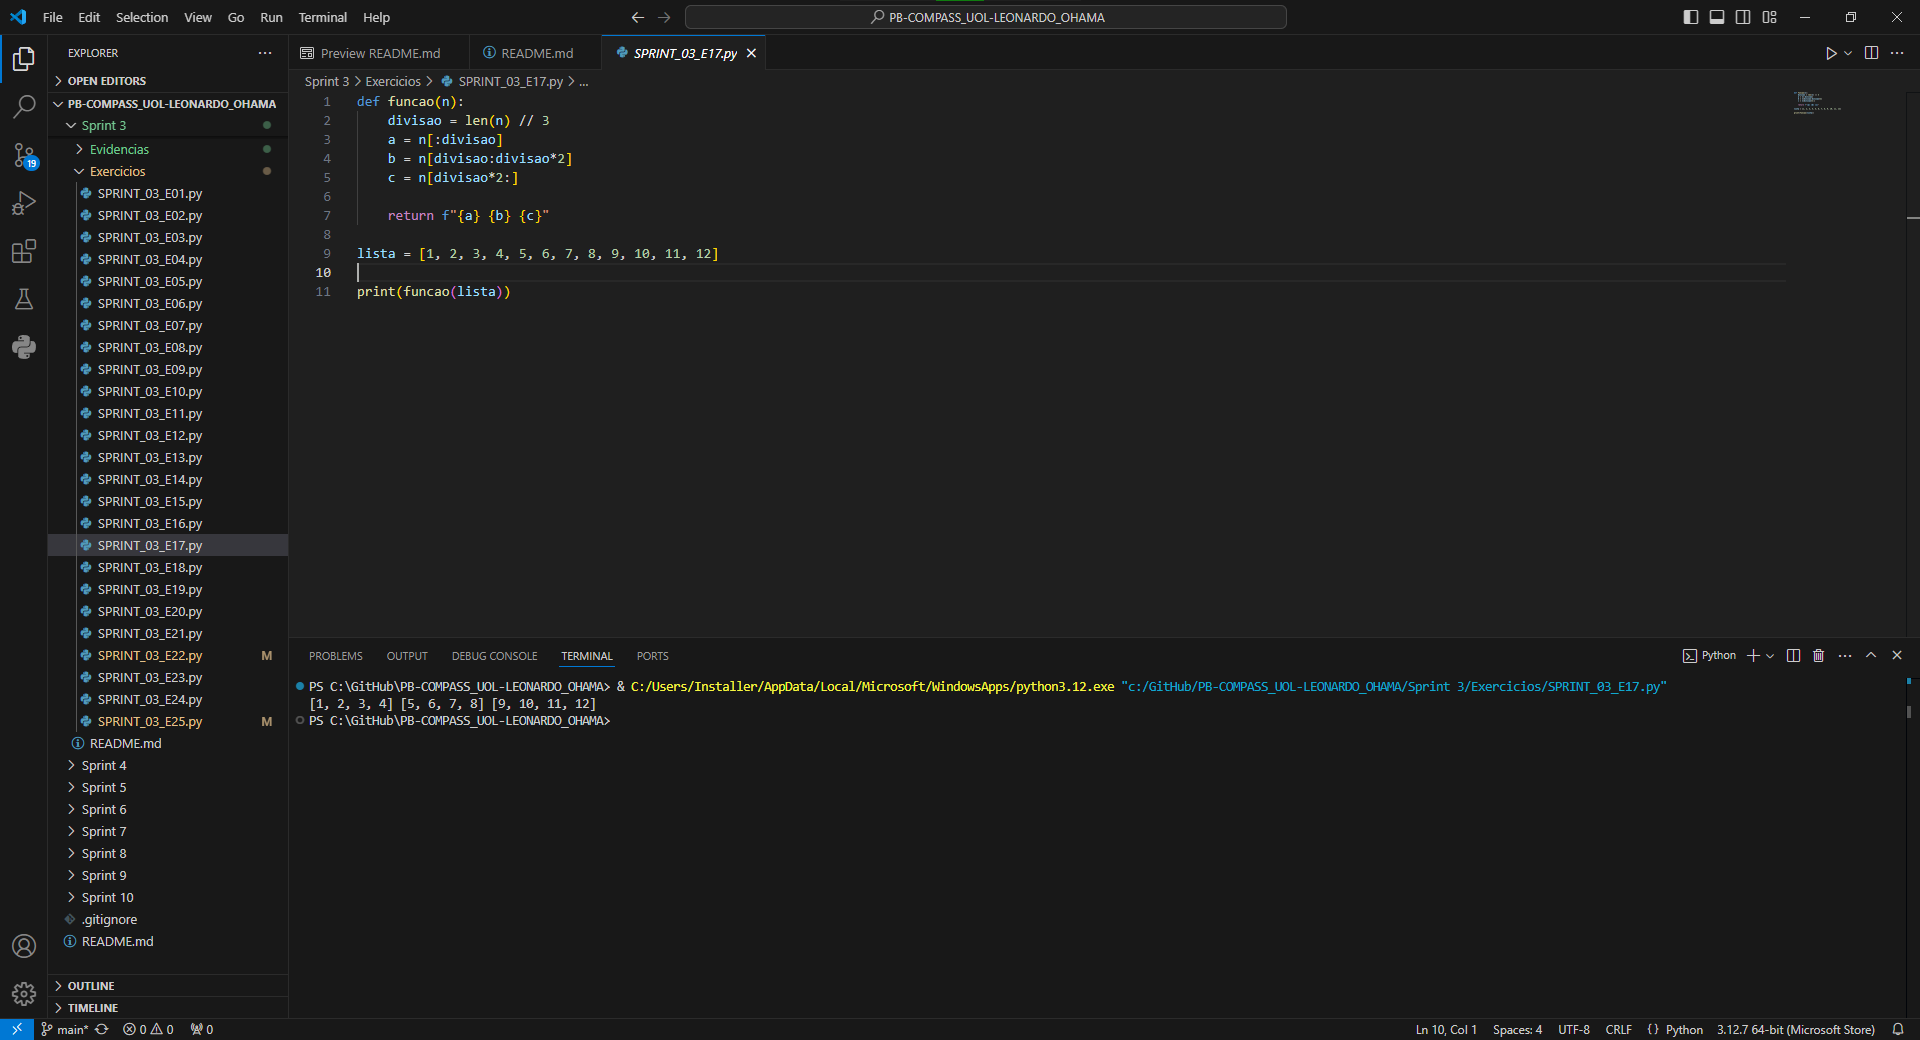 File Edit Selection View Go Run Terminal Help
PB-COMPASS_UOL-LEONARDO_OHAMA
EXPLORER
OPEN EDITORS
PB-COMPASS_UOL-LEONARDO_OHAMA
Sprint 3
Evidencias
Exercicios
SPRINT_03_E01.py
SPRINT_03_E02.py
SPRINT_03_E03.py
SPRINT_03_E04.py
SPRINT_03_E05.py
SPRINT_03_E06.py
SPRINT_03_E07.py
SPRINT_03_E08.py
SPRINT_03_E09.py
SPRINT_03_E10.py
SPRINT_03_E11.py
SPRINT_03_E12.py
SPRINT_03_E13.py
SPRINT_03_E14.py
SPRINT_03_E15.py
SPRINT_03_E16.py
SPRINT_03_E17.py
SPRINT_03_E18.py
SPRINT_03_E19.py
SPRINT_03_E20.py
SPRINT_03_E21.py
SPRINT_03_E22.py M
SPRINT_03_E23.py
SPRINT_03_E24.py
SPRINT_03_E25.py M
README.md
Sprint 4
Sprint 5
Sprint 6
Sprint 7
Sprint 8
Sprint 9
Sprint 10
.gitignore
README.md
OUTLINE
TIMELINE
19
Preview README.md README.md SPRINT_03_E17.py
Sprint 3 > Exercicios > SPRINT_03_E17.py > ...
1 def funcao(n):
2 divisao = len(n) // 3
3 a = n[:divisao]
4 b = n[divisao:divisao*2]
5 c = n[divisao*2:]
6
7 return f"{a} {b} {c}"
8
9 lista = [1, 2, 3, 4, 5, 6, 7, 8, 9, 10, 11, 12]
10
11 print(funcao(lista))
PROBLEMS OUTPUT DEBUG CONSOLE TERMINAL PORTS
Python
PS C:\GitHub\PB-COMPASS_UOL-LEONARDO_OHAMA> & C:/Users/Installer/AppData/Local/Microsoft/WindowsApps/python3.12.exe "c:/GitHub/PB-COMPASS_UOL-LEONARDO_OHAMA/Sprint 3/Exercicios/SPRINT_03_E17.py"
[1, 2, 3, 4] [5, 6, 7, 8] [9, 10, 11, 12]
PS C:\GitHub\PB-COMPASS_UOL-LEONARDO_OHAMA>
main* 0 0 0
Ln 10, Col 1 Spaces: 4 UTF-8 CRLF {} Python 3.12.7 64-bit (Microsoft Store)